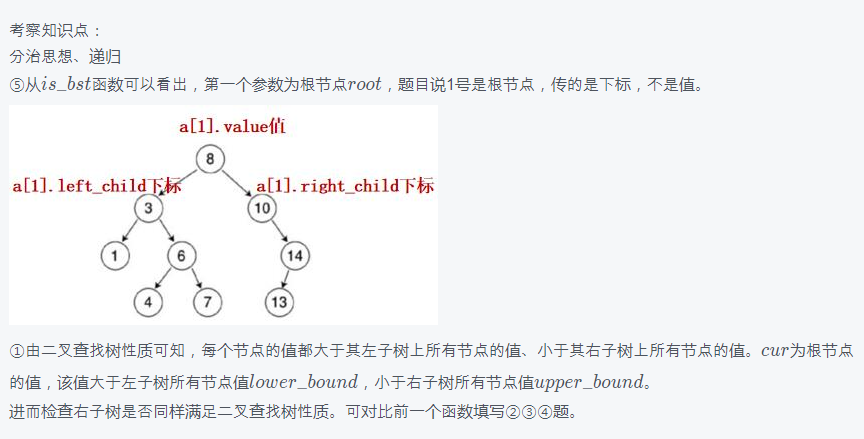 考察知识点：
分治思想、递归
⑤从is_bst函数可以看出，第一个参数为根节点root，题目说1号是根节点，传的是下标，不是值。
a[1].value值
8
a[1].left_child下标
a[1].right_child下标
3
10
1
6
14
4
7
13
①由二叉查找树性质可知，每个节点的值都大于其左子树上所有节点的值、小于其右子树上所有节点的值。cur为根节点
的值，该值大于左子树所有节点值lower_bound，小于右子树所有节点值upper_bound。
进而检查右子树是否同样满足二叉查找树性质。可对比前一个函数填写②③④题。